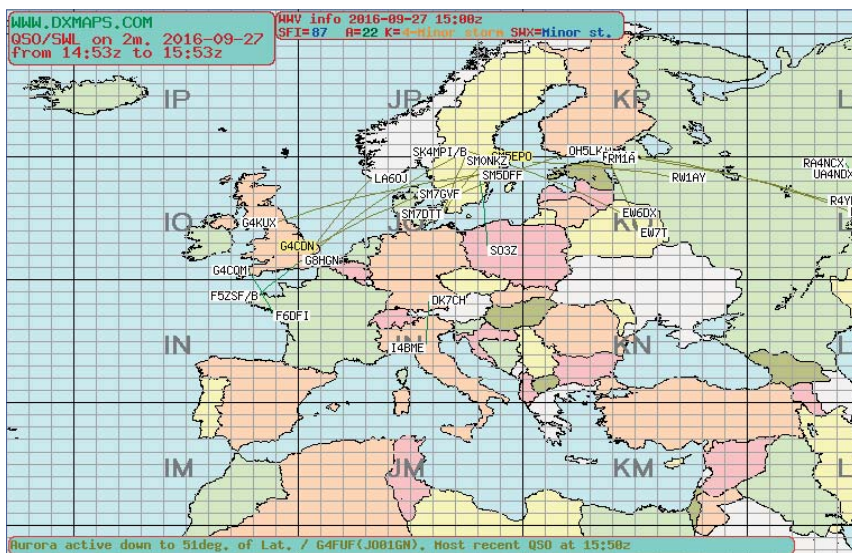 WWW.DXMAPS.COM
QSO/SWL on 2m. 2016-09-27
from 14:53z to 15:53z
WWV info 2016-09-27 15:00z
SFI=87 A=22 K=4-Minor storm SWX=Minor st.
IP
JP
KP
L
SK4MPI/B
OH5LK
SM0NKZ
RM1A
RA4NCX
LA6OJ
SM5DFF
RW1AY
UA4NDX
SM7GVF
R4Y
IO
G4KUX
SM7DTT
JO
EW6DX
KO
L
G4CDN
EW7T
SO3Z
G8HGN
G4CQM
F5ZSF/B
DK7CH
F6DFI
IN
I4BME
JN
KN
L
IM
JM
KM
L
Aurora active down to 51deg. of Lat. / G4FUF(JO01GN). Most recent QSO at 15:50z